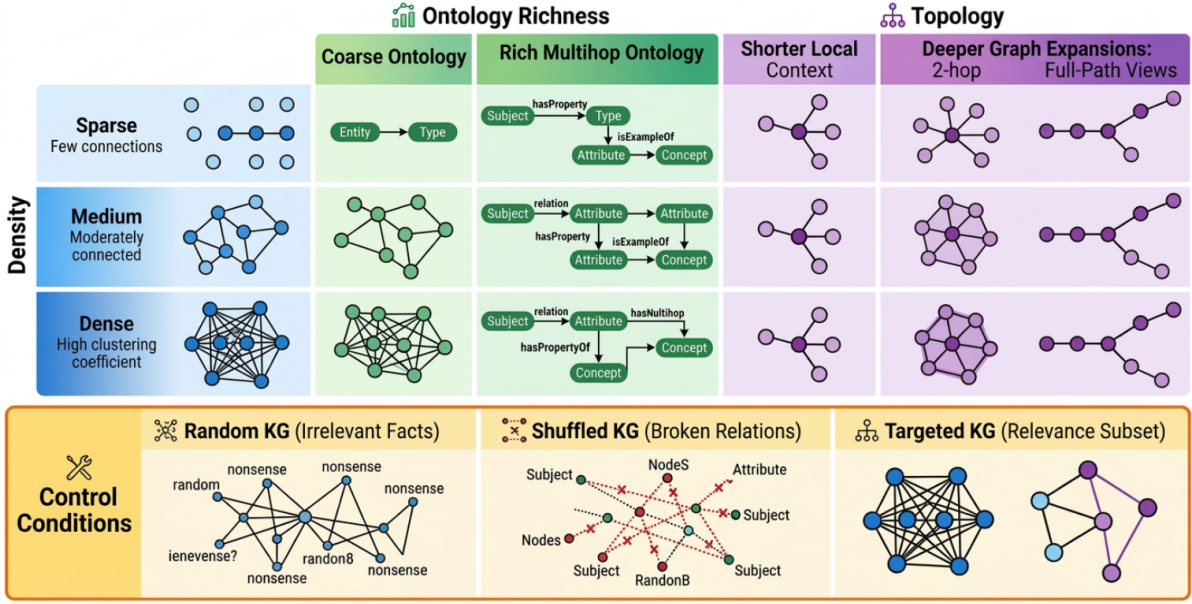 Ontology Richness
Topology
Coarse Ontology
Rich Multihop Ontology
Shorter Local
Context
Deeper Graph Expansions:
2-hop
Full-Path Views
Density
Sparse
Few connections
Entity
Type
Subject
hasProperty
Type
isExampleOf
Attribute
Concept
Medium
Moderately
connected
Subject
relation
Attribute
Attribute
hasProperty
isExampleOf
Attribute
Concept
Dense
High clustering
coefficient
Subject
relation
Attribute
hasNultihop
hasPropertyOf
Concept
Concept
Control
Conditions
Random KG (Irrelevant Facts)
random
nonsense
nonsense
nonsense
ienevense?
nonsense
randon8
nonsense
Shuffled KG (Broken Relations)
Subject
NodeS
Attribute
Subject
Nodes
Subject
RandonB
Subject
Targeted KG (Relevance Subset)